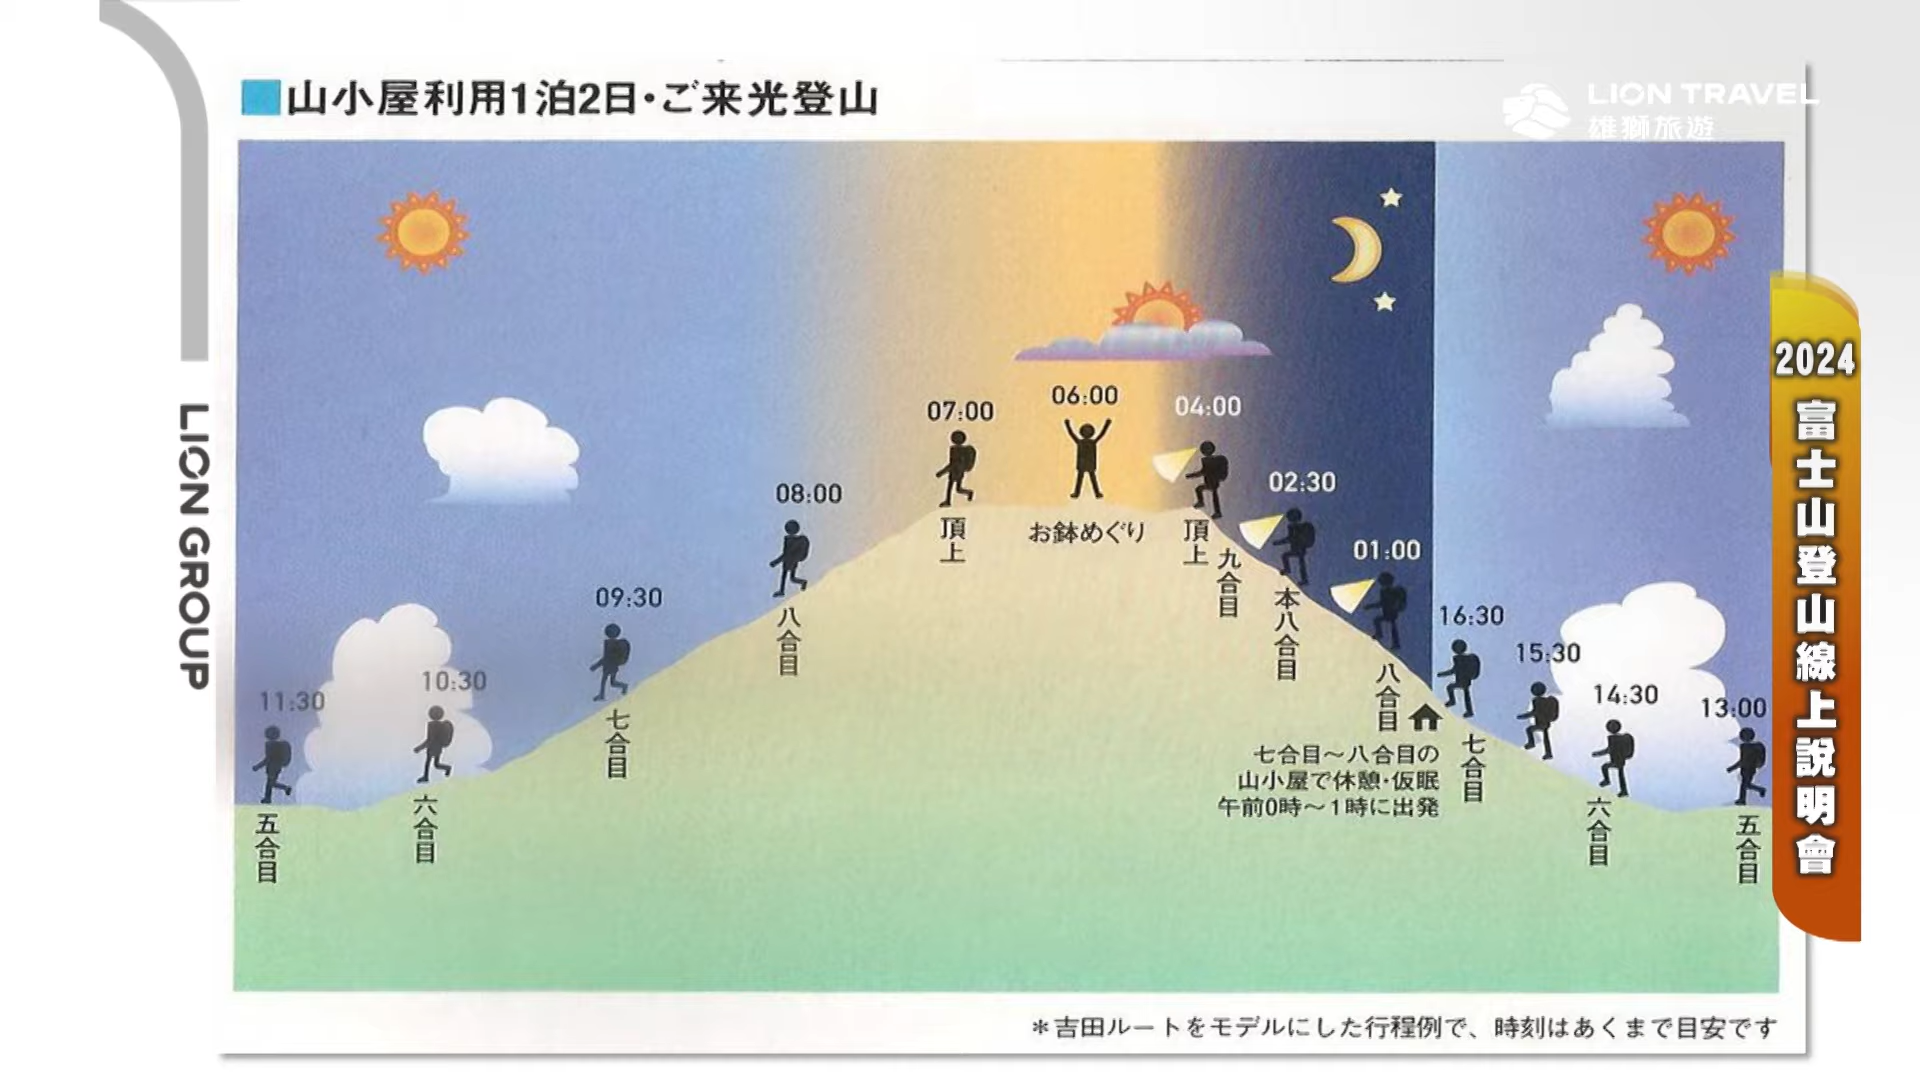 山小屋利用1泊2日・ご来光登山
LION TRAVEL
雄獅旅遊
LION GROUP
2024
富士山登山線上說明會
06:00
07:00
04:00
02:30
08:00
01:00
09:30
16:30
15:30
10:30
14:30
11:30
13:00
頂上
お鉢めぐり
頂上
九合目
本八合目
八合目
八合目
七合目
七合目
六合目
六合目
五合目
五合目
七合目～八合目の
山小屋で休憩・仮眠
午前0時～1時に出発
＊吉田ルートをモデルにした行程例で、時刻はあくまで目安です